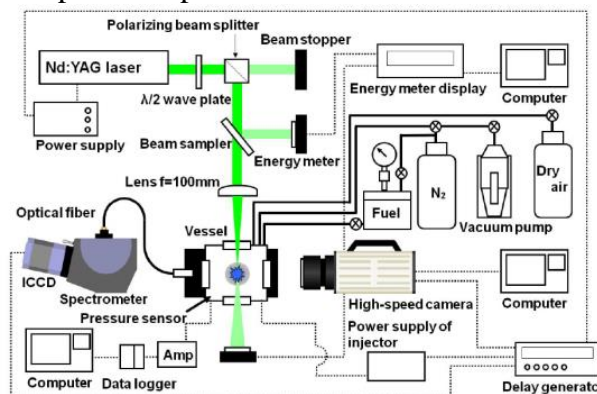 Polarizing beam splitter
Beam stopper
Nd:YAG laser
λ/2 wave plate
Energy meter display
Computer
Power supply
Beam sampler
Energy meter
Lens f=100mm
Fuel
N₂
Dry
air
Vacuum pump
Optical fiber
Vessel
ICCD
Spectrometer
High-speed camera
Computer
Pressure sensor
Power supply of
injector
Amp
Computer
Data logger
Delay generator